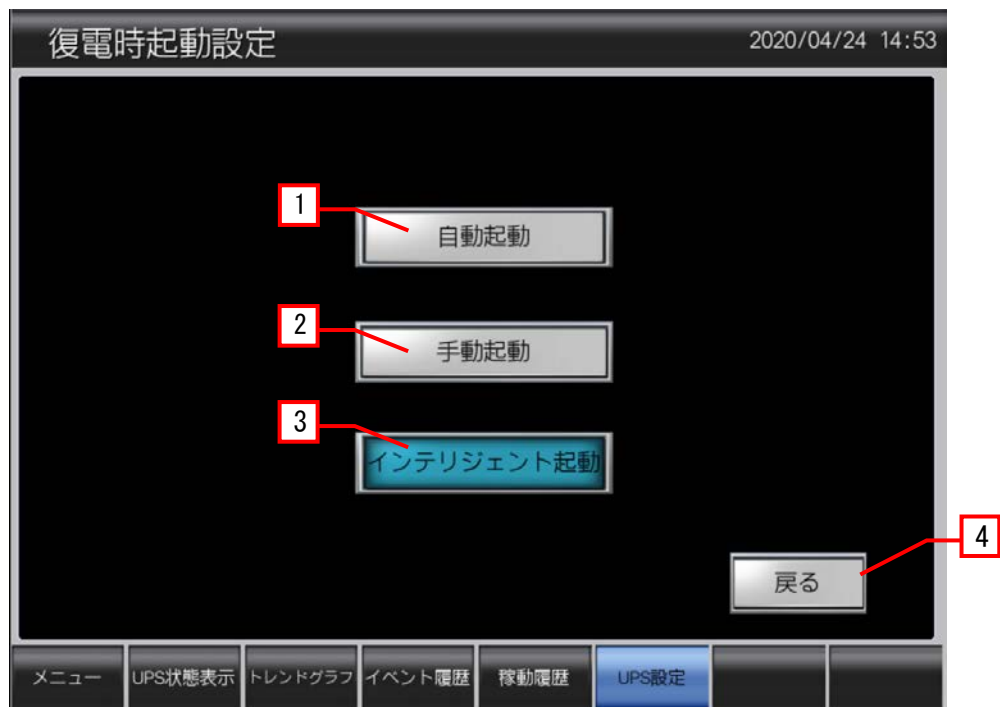 復電時起動設定
2020/04/24 14:53
1
自動起動
2
手動起動
3
インテリジェント起動
4
戻る
メニュー
UPS状態表示
トレンドグラフ
イベント履歴
稼動履歴
UPS設定